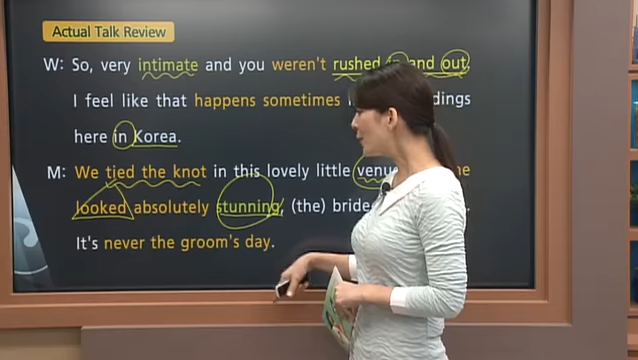 Actual Talk Review
W: So, very intimate and you weren't rushed in and out.
I feel like that happens sometimes
here in Korea.
M: We tied the knot in this lovely little
looked absolutely stunning, (the)
It's never the groom's day.